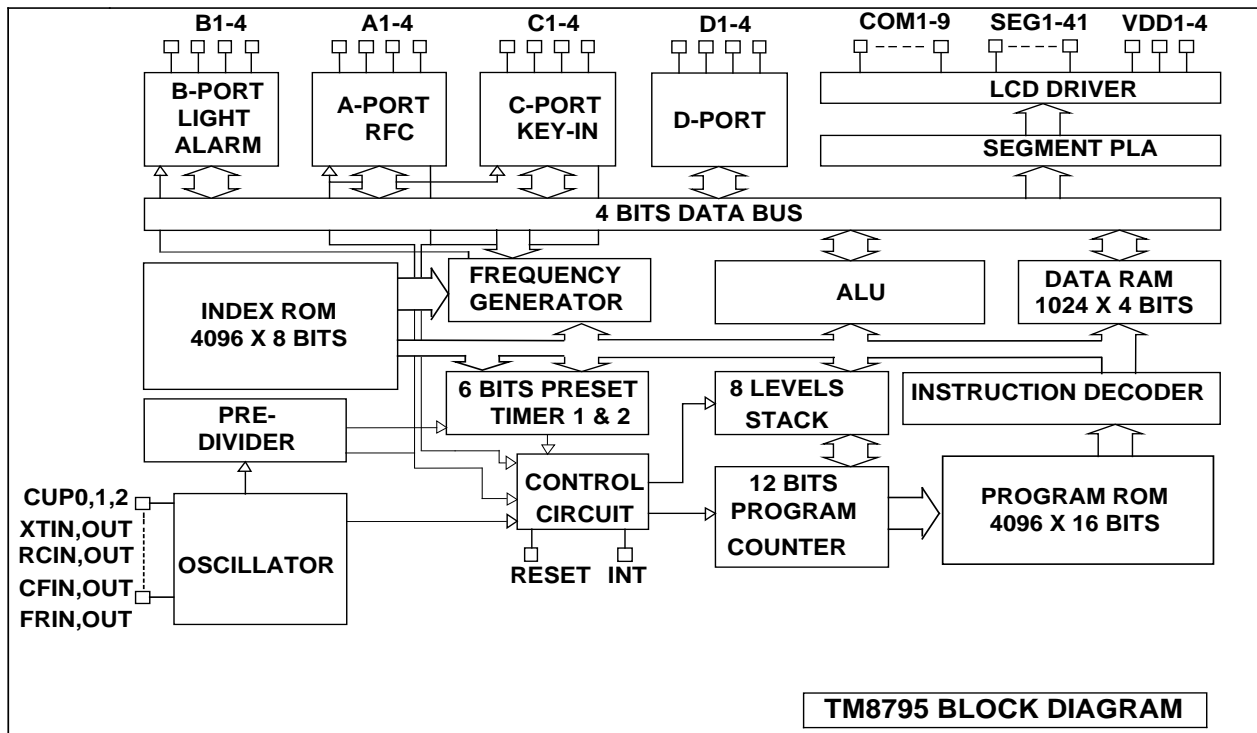 B1-4
A1-4
C1-4
D1-4
COM1-9
SEG1-41
VDD1-4
B-PORT
LIGHT
ALARM
A-PORT
RFC
C-PORT
KEY-IN
D-PORT
LCD DRIVER
SEGMENT PLA
4 BITS DATA BUS
INDEX ROM
4096 X 8 BITS
FREQUENCY
GENERATOR
ALU
DATA RAM
1024 X 4 BITS
PRE-
DIVIDER
6 BITS PRESET
TIMER 1 & 2
8 LEVELS
STACK
INSTRUCTION DECODER
CUP0,1,2
XTIN,OUT
RCIN,OUT
CFIN,OUT
FRIN,OUT
OSCILLATOR
CONTROL
CIRCUIT
RESET
INT
12 BITS
PROGRAM
COUNTER
PROGRAM ROM
4096 X 16 BITS
TM8795 BLOCK DIAGRAM